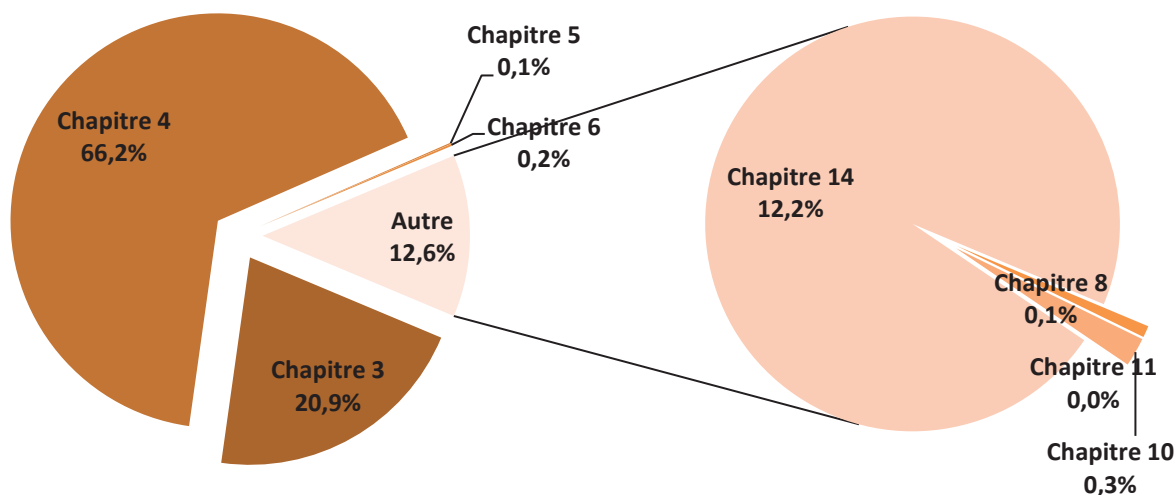 Chapitre 5
0,1%
Chapitre 4
66,2%
Chapitre 6
0,2%
Autre
12,6%
Chapitre 3
20,9%
Chapitre 14
12,2%
Chapitre 8
0,1%
Chapitre 11
0,0%
Chapitre 10
0,3%